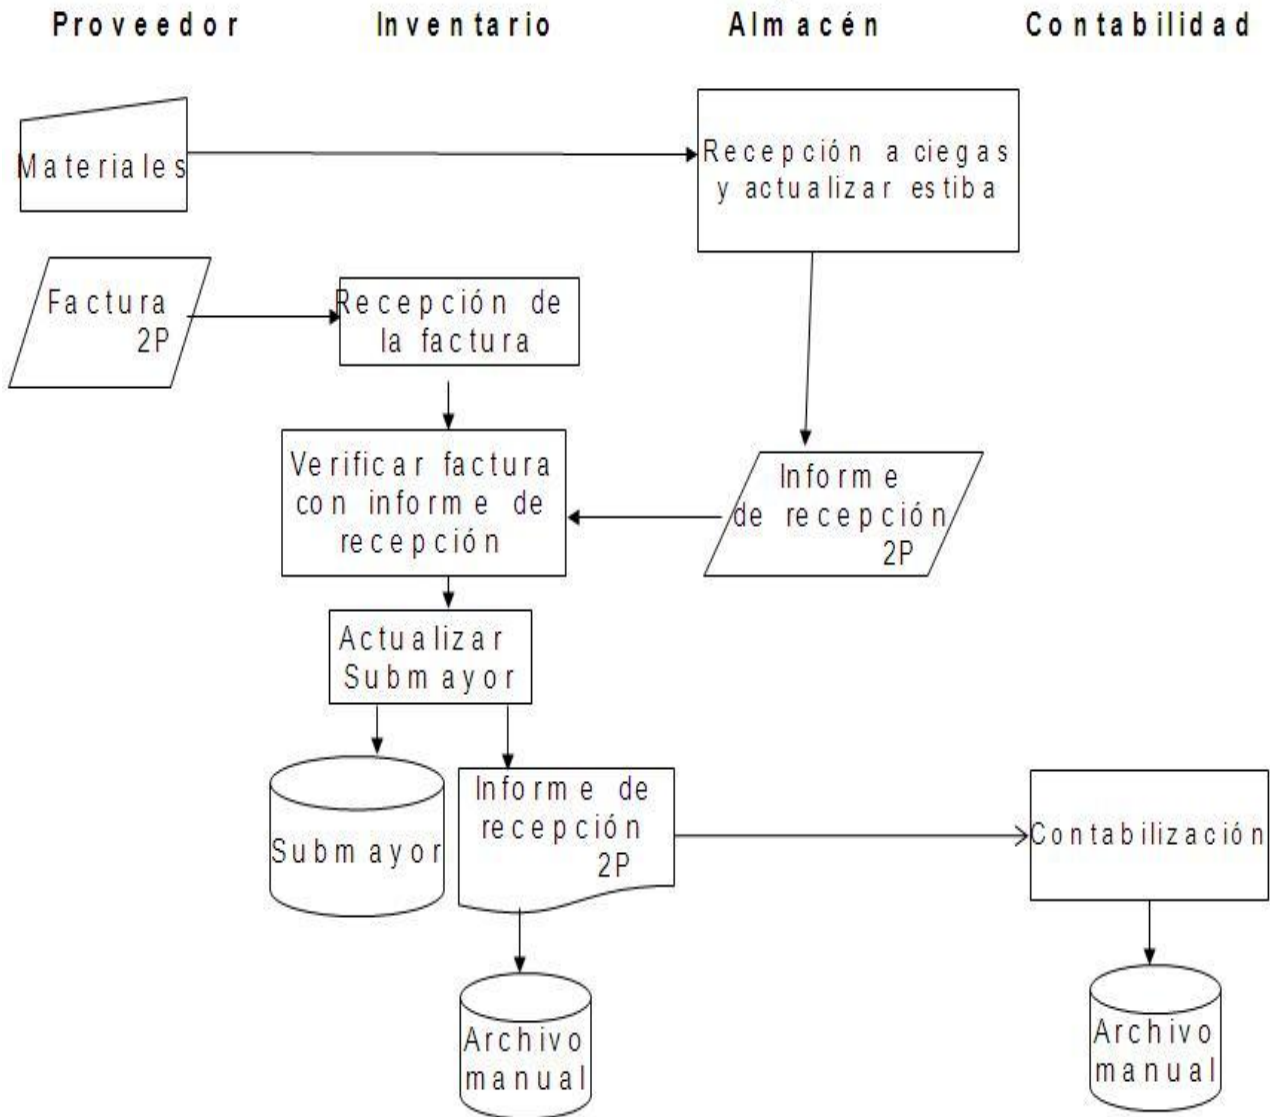 Proveedor Inventario Almacén Contabilidad
Materiales
Recepción a ciegas
y actualizar estiba
Factura
2P
Recepción de
la factura
Verificar factura
con informe de
recepción
Informe
de recepción
2P
Actualizar
Submayor
Submayor
Informe de
recepción
2P
Contabilización
Archivo
manual
Archivo
manual